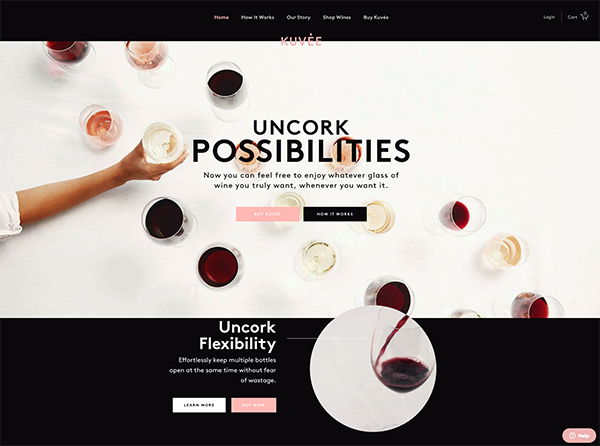 Home How It Works Our Story Shop Wines Buy Kuvée Login Cart 0
KUVÉE
UNCORK
POSSIBILITIES
Now you can feel free to enjoy whatever glass of
wine you truly want, whenever you want it.
BUY KUVÉE HOW IT WORKS
Uncork
Flexibility
Effortlessly keep multiple bottles
open at the same time without fear
of wastage.
LEARN MORE BUY NOW
Help